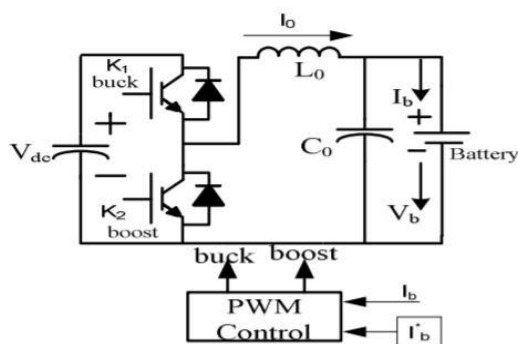 I₀
K₁
buck
L₀
I_b
+
+
V_dc
C₀
−
Battery
−
K₂
V_b
boost
buck boost
PWM
Control
I_b
I*_b